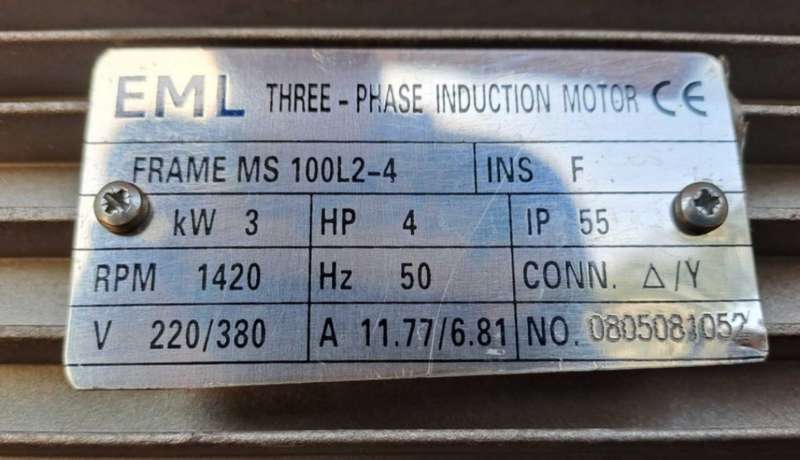 EML THREE-PHASE INDUCTION MOTOR CE
FRAME MS 100L2-4 INS F
kW 3 HP 4 IP 55
RPM 1420 Hz 50 CONN. △/Y
V 220/380 A 11.77/6.81 NO. 0805081052